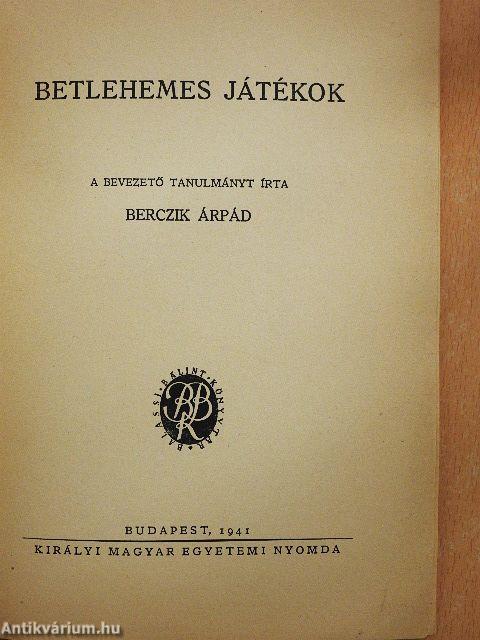 BETLEHEMES JÁTÉKOK
A BEVEZETŐ TANULMÁNYT ÍRTA
BERCZIK ÁRPÁD
BALASSI · BÁLINT · KÖNYVTÁR
BBK
BUDAPEST, 1941
KIRÁLYI MAGYAR EGYETEMI NYOMDA
Antikvárium.hu